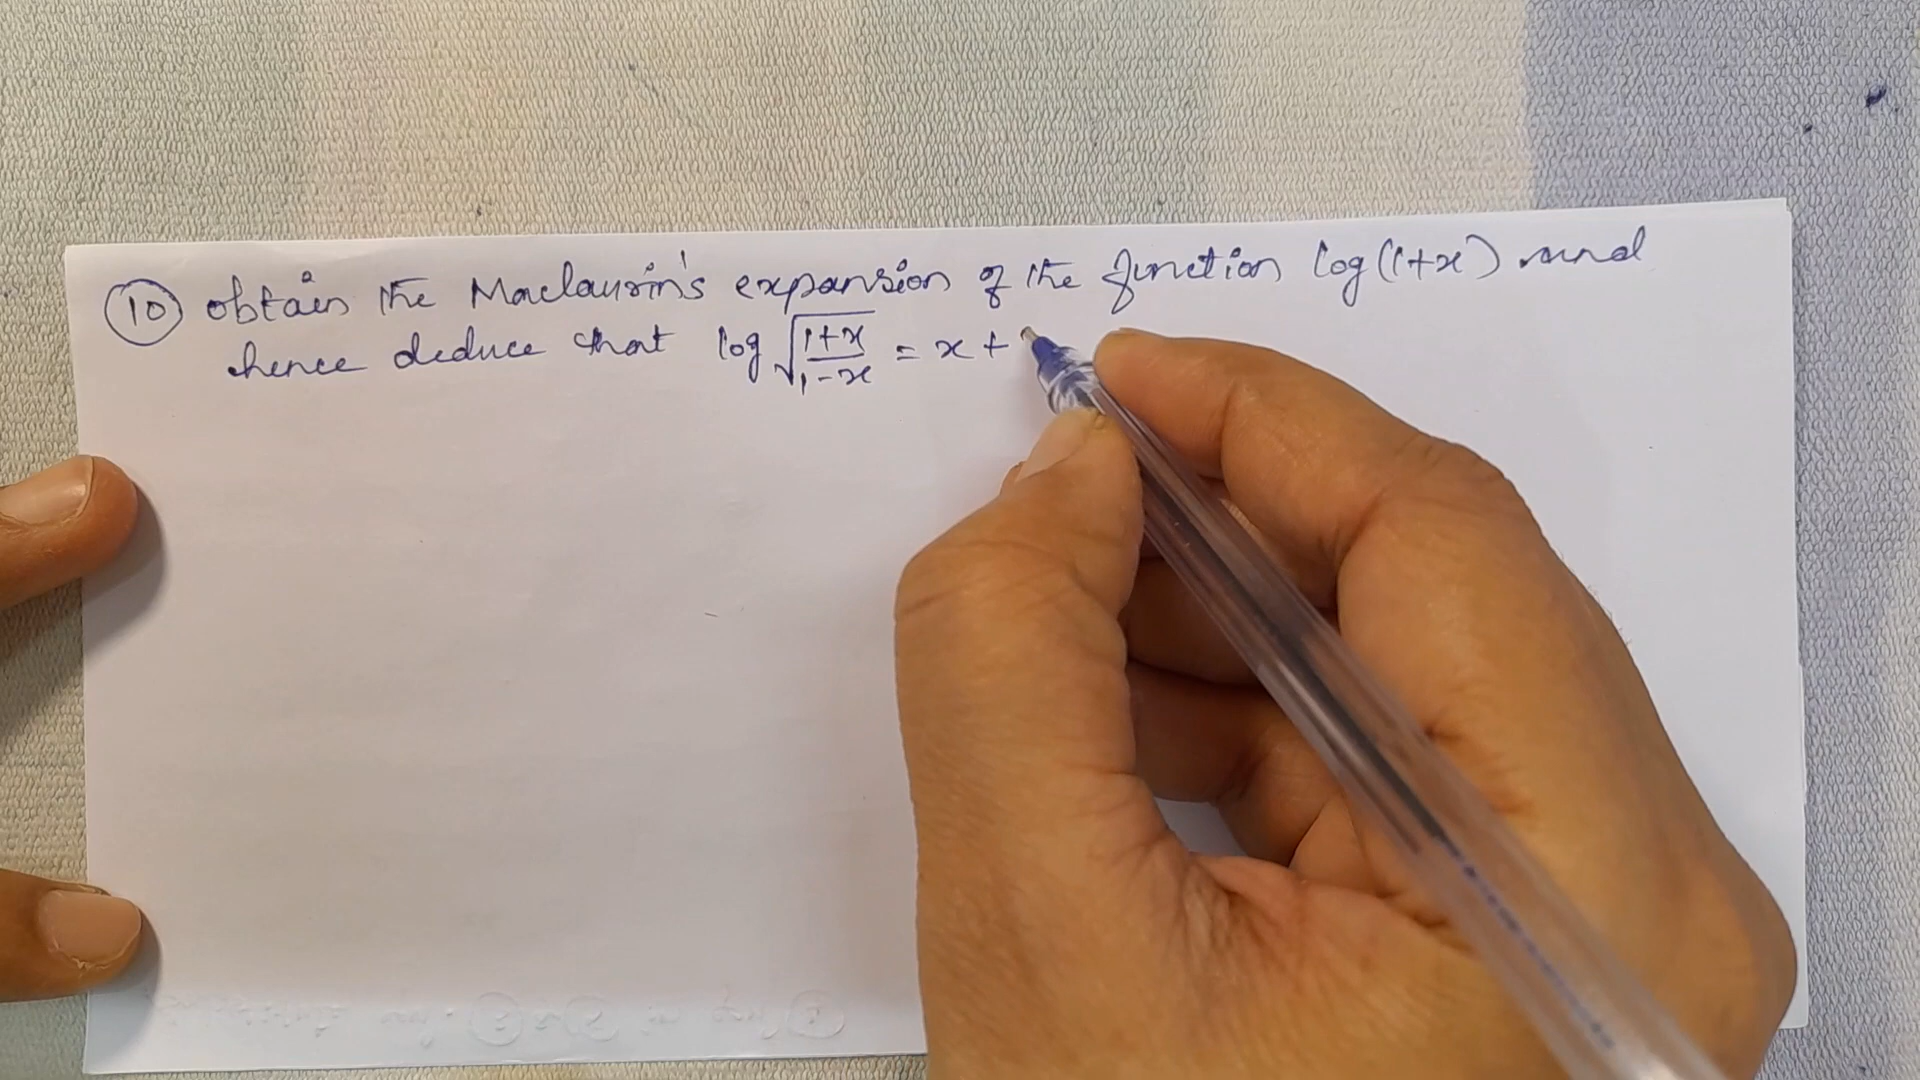 10 obtain the Maclaurin's expansion of the function log(1+x) and
hence deduce that log √(1+x/1-x) = x +